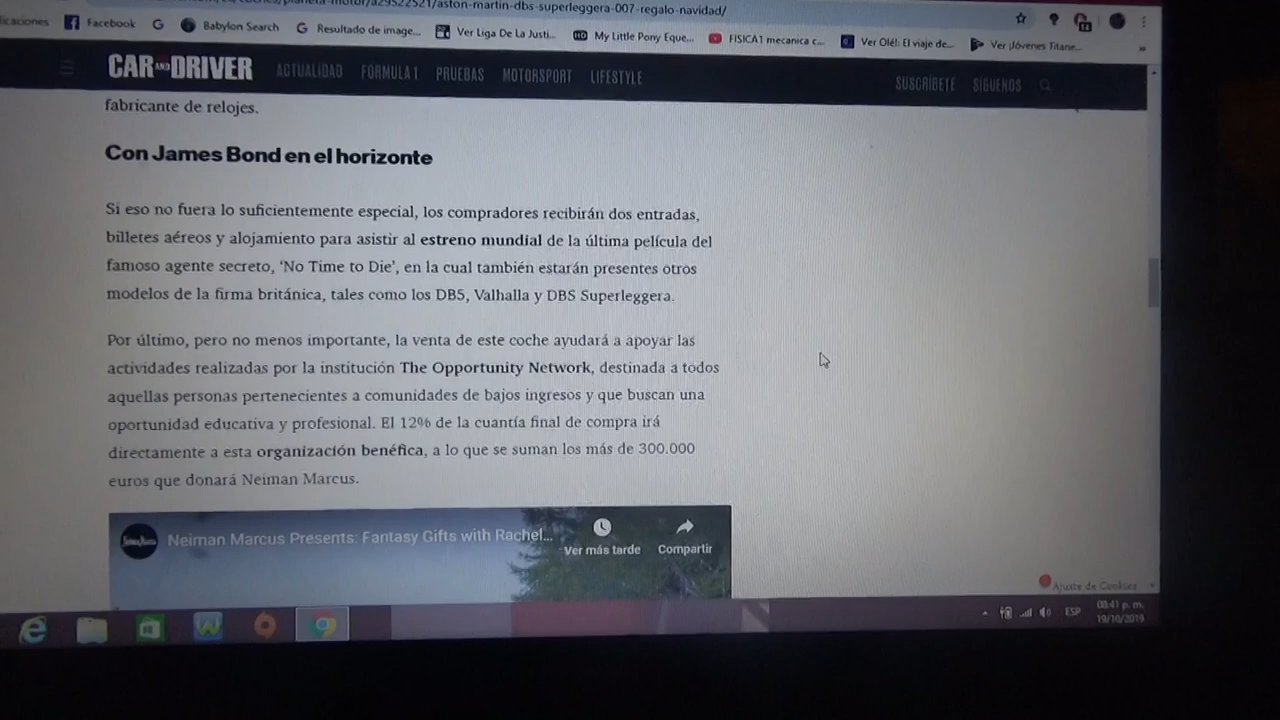 aston-martin-dbs-superleggera-007-regalo-navidad/
Facebook
Babylon Search
Resultado de image...
Ver Liga De La Justi...
My Little Pony Eque...
FISICA1 mecanica c...
Ver Olé!: El viaje de...
Ver ¡Jóvenes Titane...
CAR AND DRIVER ACTUALIDAD FÓRMULA 1 PRUEBAS MOTORSPORT LIFESTYLE SUSCRÍBETE SÍGUENOS
fabricante de relojes.
Con James Bond en el horizonte
Si eso no fuera lo suficientemente especial, los compradores recibirán dos entradas,
billetes aéreos y alojamiento para asistir al estreno mundial de la última película del
famoso agente secreto, ‘No Time to Die’, en la cual también estarán presentes otros
modelos de la firma británica, tales como los DB5, Valhalla y DBS Superleggera.
Por último, pero no menos importante, la venta de este coche ayudará a apoyar las
actividades realizadas por la institución The Opportunity Network, destinada a todos
aquellas personas pertenecientes a comunidades de bajos ingresos y que buscan una
oportunidad educativa y profesional. El 12% de la cuantía final de compra irá
directamente a esta organización benéfica, a lo que se suman los más de 300.000
euros que donará Neiman Marcus.
Neiman Marcus Presents: Fantasy Gifts with Rachel...
Ver más tarde
Compartir
Ajuste de Cookies
ESP
08:41 p. m.
19/10/2019